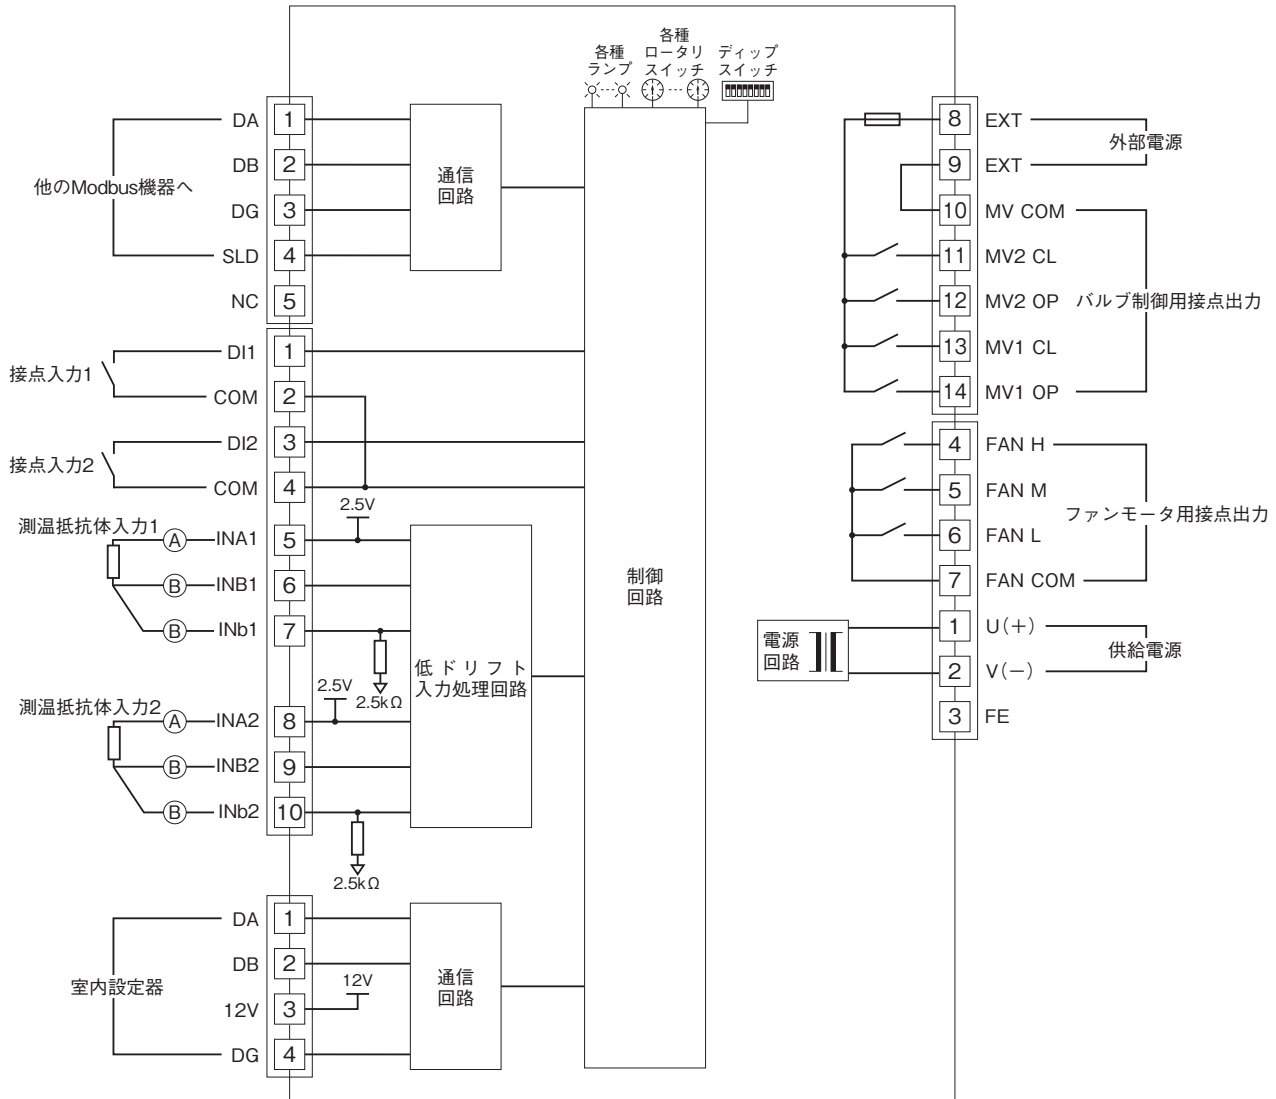 各種
ランプ
各種
ロータリ
スイッチ
ディップ
スイッチ
他のModbus機器へ
DA 1
DB 2
DG 3
SLD 4
NC 5
通信
回路
接点入力1
DI1 1
COM 2
接点入力2
DI2 3
COM 4
測温抵抗体入力1
2.5V
A INA1 5
B INB1 6
B INb1 7
2.5kΩ
測温抵抗体入力2
2.5V
A INA2 8
B INB2 9
B INb2 10
2.5kΩ
低ドリフト
入力処理回路
室内設定器
DA 1
DB 2
12V 3
12V
DG 4
通信
回路
制御
回路
8 EXT
9 EXT
外部電源
10 MV COM
11 MV2 CL
12 MV2 OP
13 MV1 CL
14 MV1 OP
バルブ制御用接点出力
4 FAN H
5 FAN M
6 FAN L
7 FAN COM
ファンモータ用接点出力
電源
回路
1 U(+)
2 V(−)
3 FE
供給電源